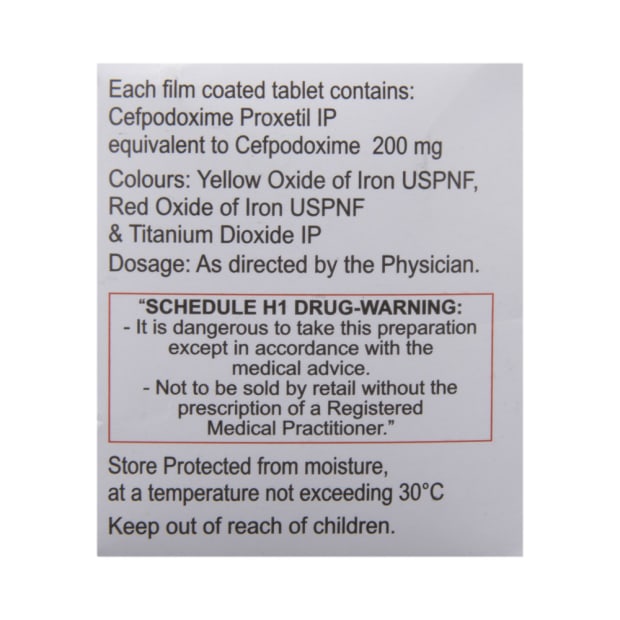 Each film coated tablet contains:
Cefpodoxime Proxetil IP
equivalent to Cefpodoxime 200 mg
Colours: Yellow Oxide of Iron USPNF,
Red Oxide of Iron USPNF
& Titanium Dioxide IP
Dosage: As directed by the Physician.
“SCHEDULE H1 DRUG-WARNING:
- It is dangerous to take this preparation
except in accordance with the
medical advice.
- Not to be sold by retail without the
prescription of a Registered
Medical Practitioner.”
Store Protected from moisture,
at a temperature not exceeding 30°C
Keep out of reach of children.